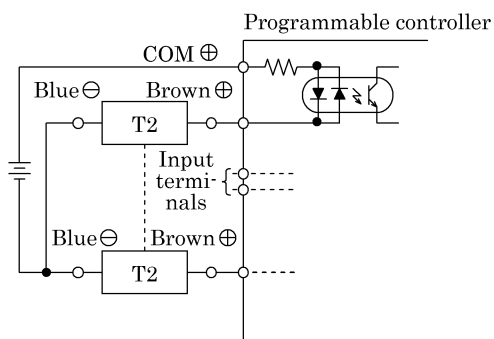 Programmable controller
COM ⊕
Blue ⊖ Brown ⊕
T2
Input
termi-
nals
Blue ⊖ Brown ⊕
T2